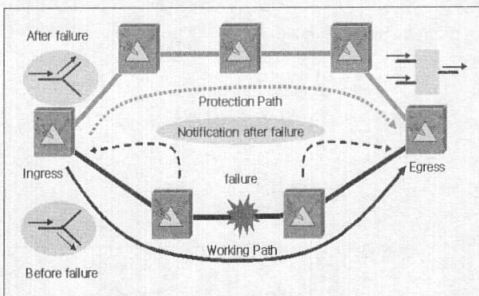 After failure
Protection Path
Notification after failure
Ingress
Egress
failure
Working Path
Before failure